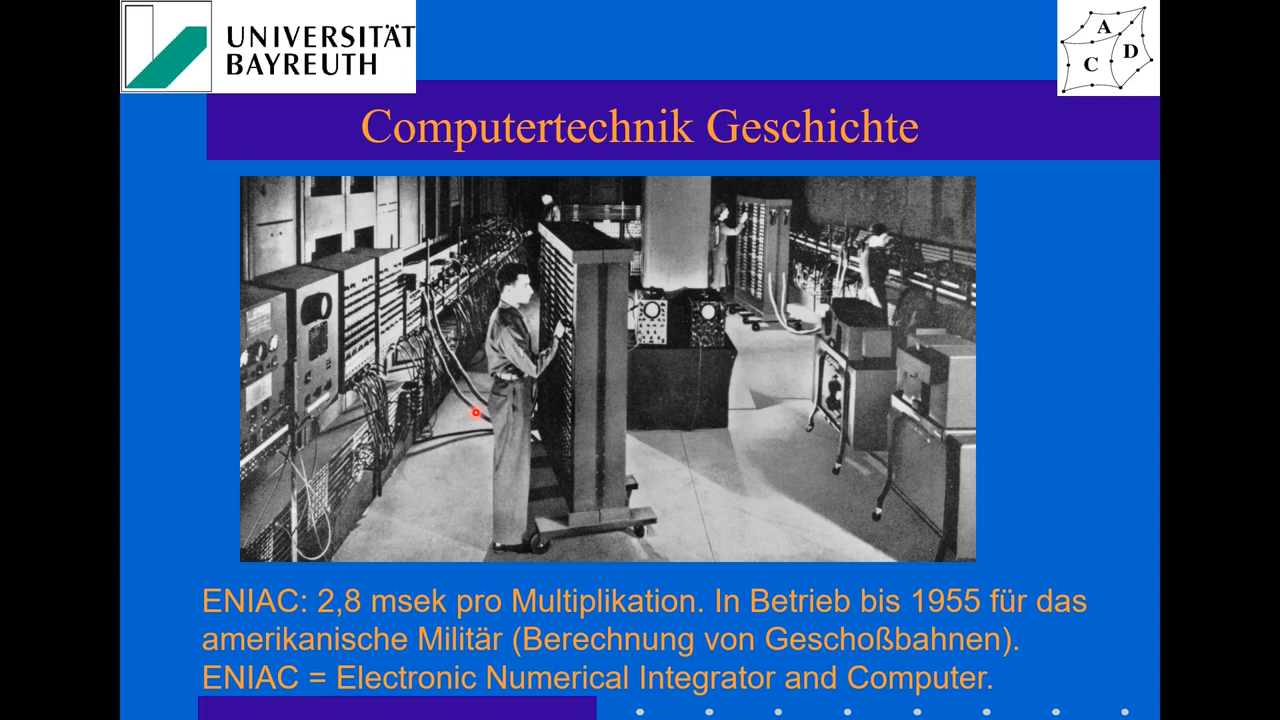 UNIVERSITÄT
BAYREUTH
A
D
C
Computertechnik Geschichte
ENIAC: 2,8 msek pro Multiplikation. In Betrieb bis 1955 für das
amerikanische Militär (Berechnung von Geschoßbahnen).
ENIAC = Electronic Numerical Integrator and Computer.